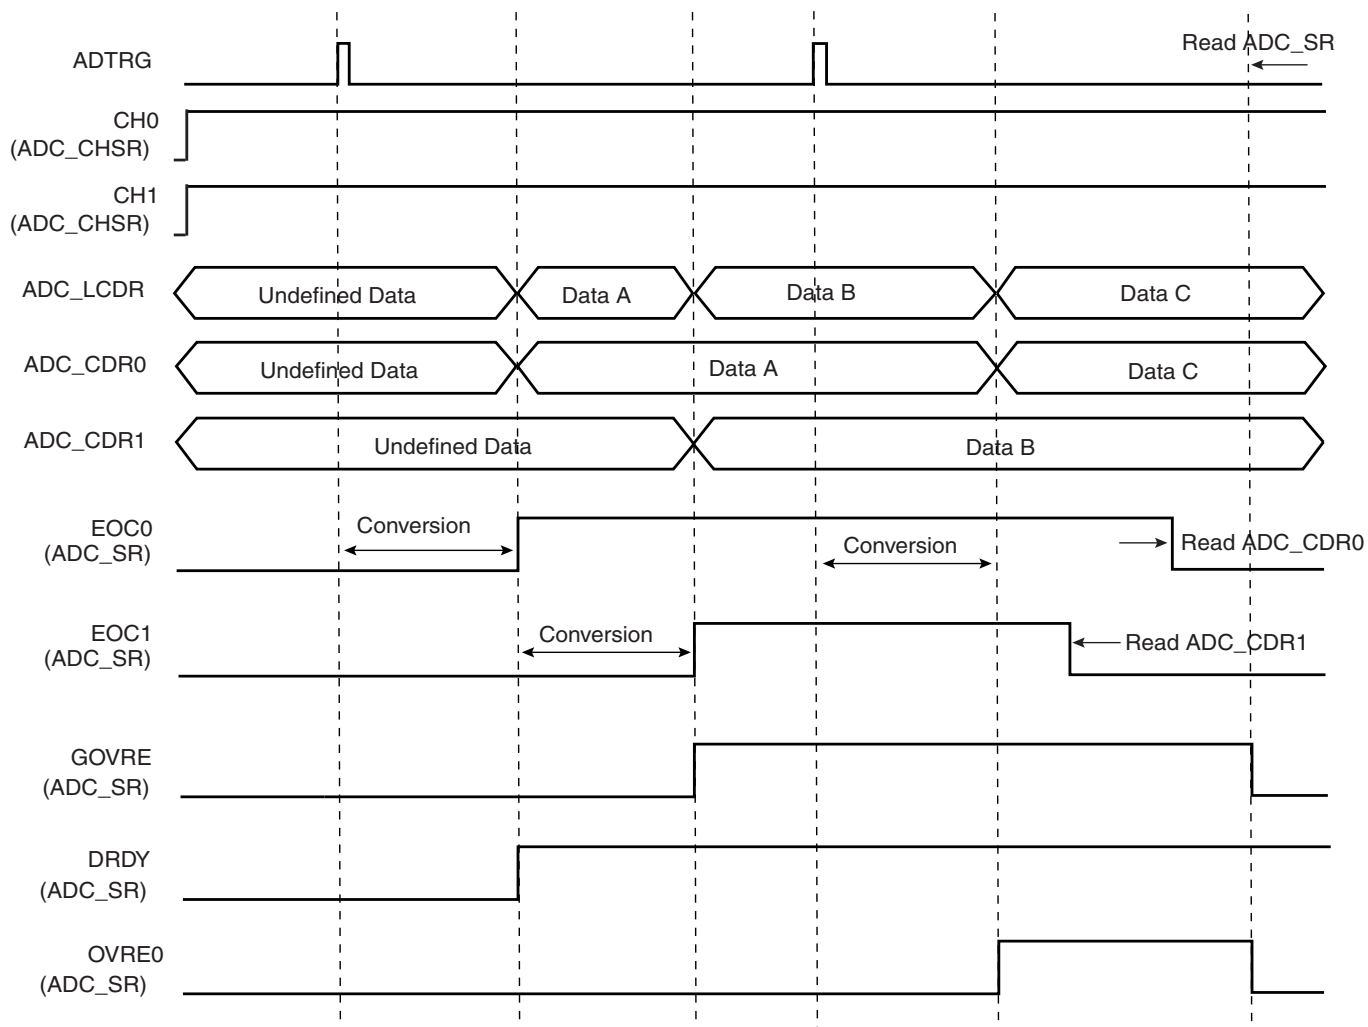 ADTRG
Read ADC_SR
CH0
(ADC_CHSR)
CH1
(ADC_CHSR)
ADC_LCDR
Undefined Data
Data A
Data B
Data C
ADC_CDR0
Undefined Data
Data A
Data C
ADC_CDR1
Undefined Data
Data B
EOC0
(ADC_SR)
Conversion
Conversion
Read ADC_CDR0
EOC1
(ADC_SR)
Conversion
Read ADC_CDR1
GOVRE
(ADC_SR)
DRDY
(ADC_SR)
OVRE0
(ADC_SR)